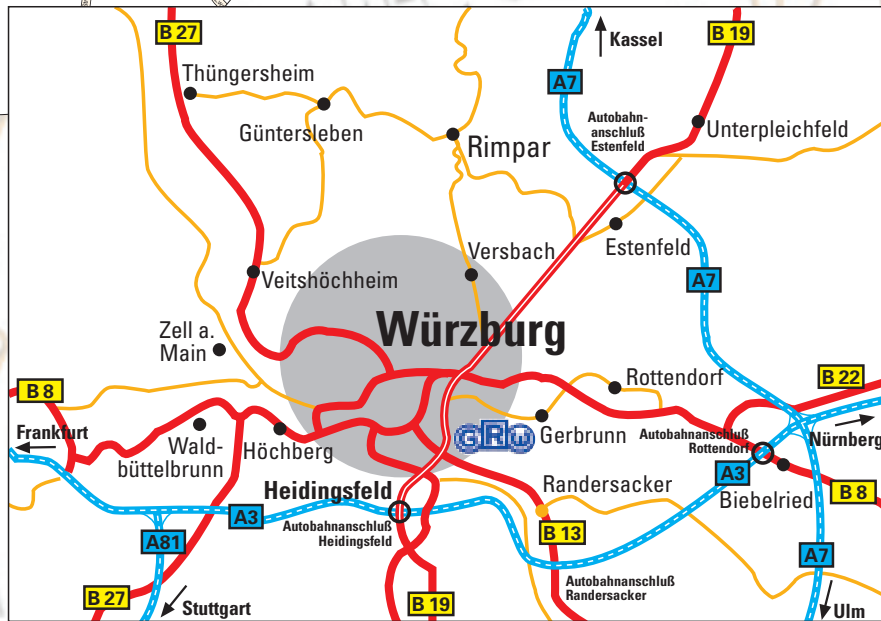 B 27
Kassel
B 19
Thüngersheim
A7
Autobahn-
anschluß
Estenfeld
Güntersleben
Unterpleichfeld
Rimpar
Versbach
Estenfeld
Veitshöchheim
A7
Zell a.
Main
Würzburg
B 8
Rottendorf
B 22
Frankfurt
Wald-
büttelbrunn
Höchberg
GRW
Gerbrunn
Autobahnanschluß
Rottendorf
Nürnberg
Heidingsfeld
Randersacker
A3
Biebelried
B 8
A3
Autobahnanschluß
Heidingsfeld
A81
B 13
A7
Autobahnanschluß
Randersacker
B 27
Stuttgart
B 19
Ulm